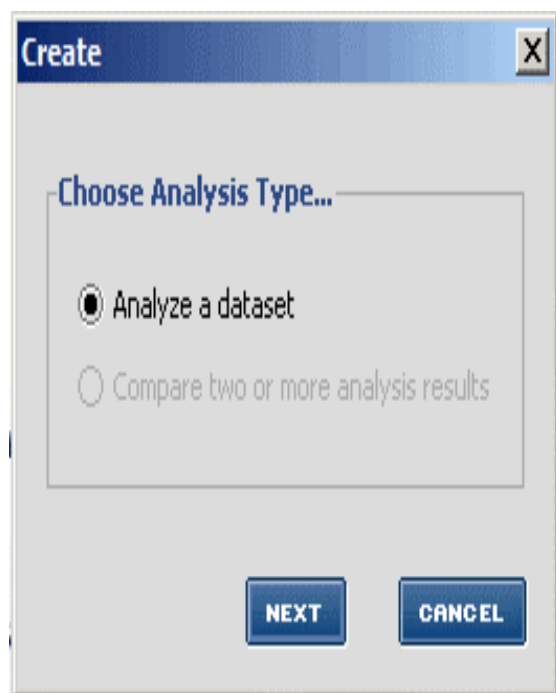 Create
X
Choose Analysis Type...
Analyze a dataset
Compare two or more analysis results
NEXT CANCEL